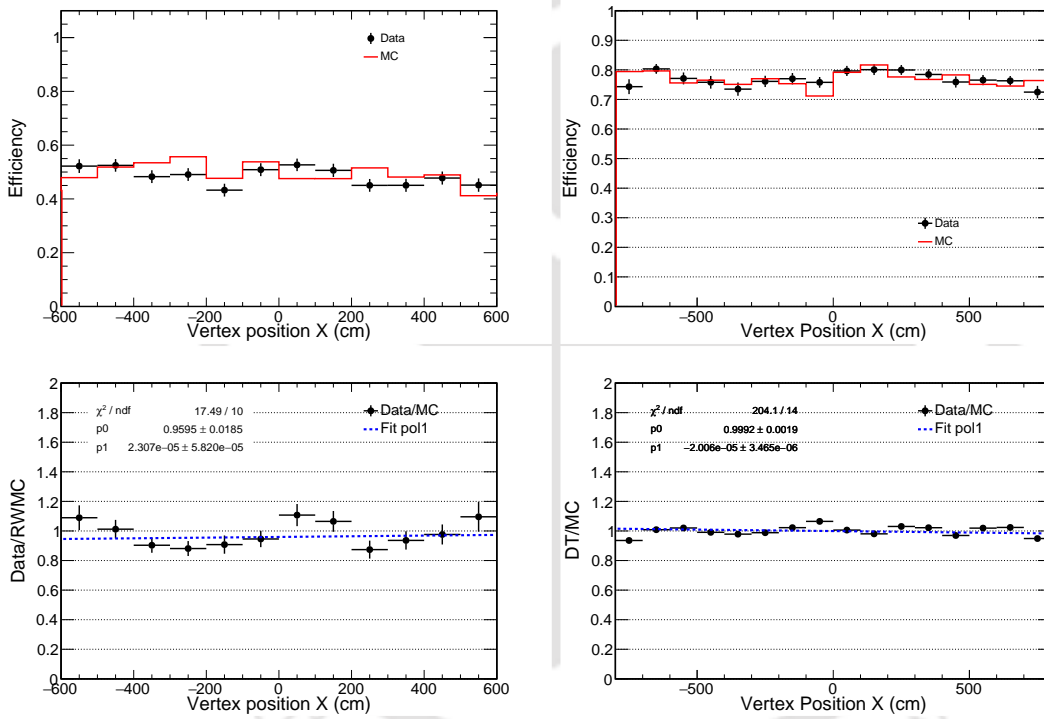 1
0.8
0.6
0.4
0.2
0
Efficiency
Data
MC
−600 −400 −200 0 200 400 600
Vertex position X (cm)
1
0.9
0.8
0.7
0.6
0.5
0.4
0.3
0.2
0.1
0
Efficiency
Data
MC
−500 0 500
Vertex Position X (cm)
2
1.8
1.6
1.4
1.2
1
0.8
0.6
0.4
0.2
0
Data/RWMC
χ² / ndf 17.49 / 10
p0 0.9595 ± 0.0185
p1 2.307e−05 ± 5.820e−05
Data/MC
Fit pol1
−600 −400 −200 0 200 400 600
Vertex position X (cm)
2
1.8
1.6
1.4
1.2
1
0.8
0.6
0.4
0.2
0
DT/MC
χ² / ndf 204.1 / 14
p0 0.9992 ± 0.0019
p1 −2.006e−05 ± 3.465e−06
Data/MC
Fit pol1
−500 0 500
Vertex Position X (cm)